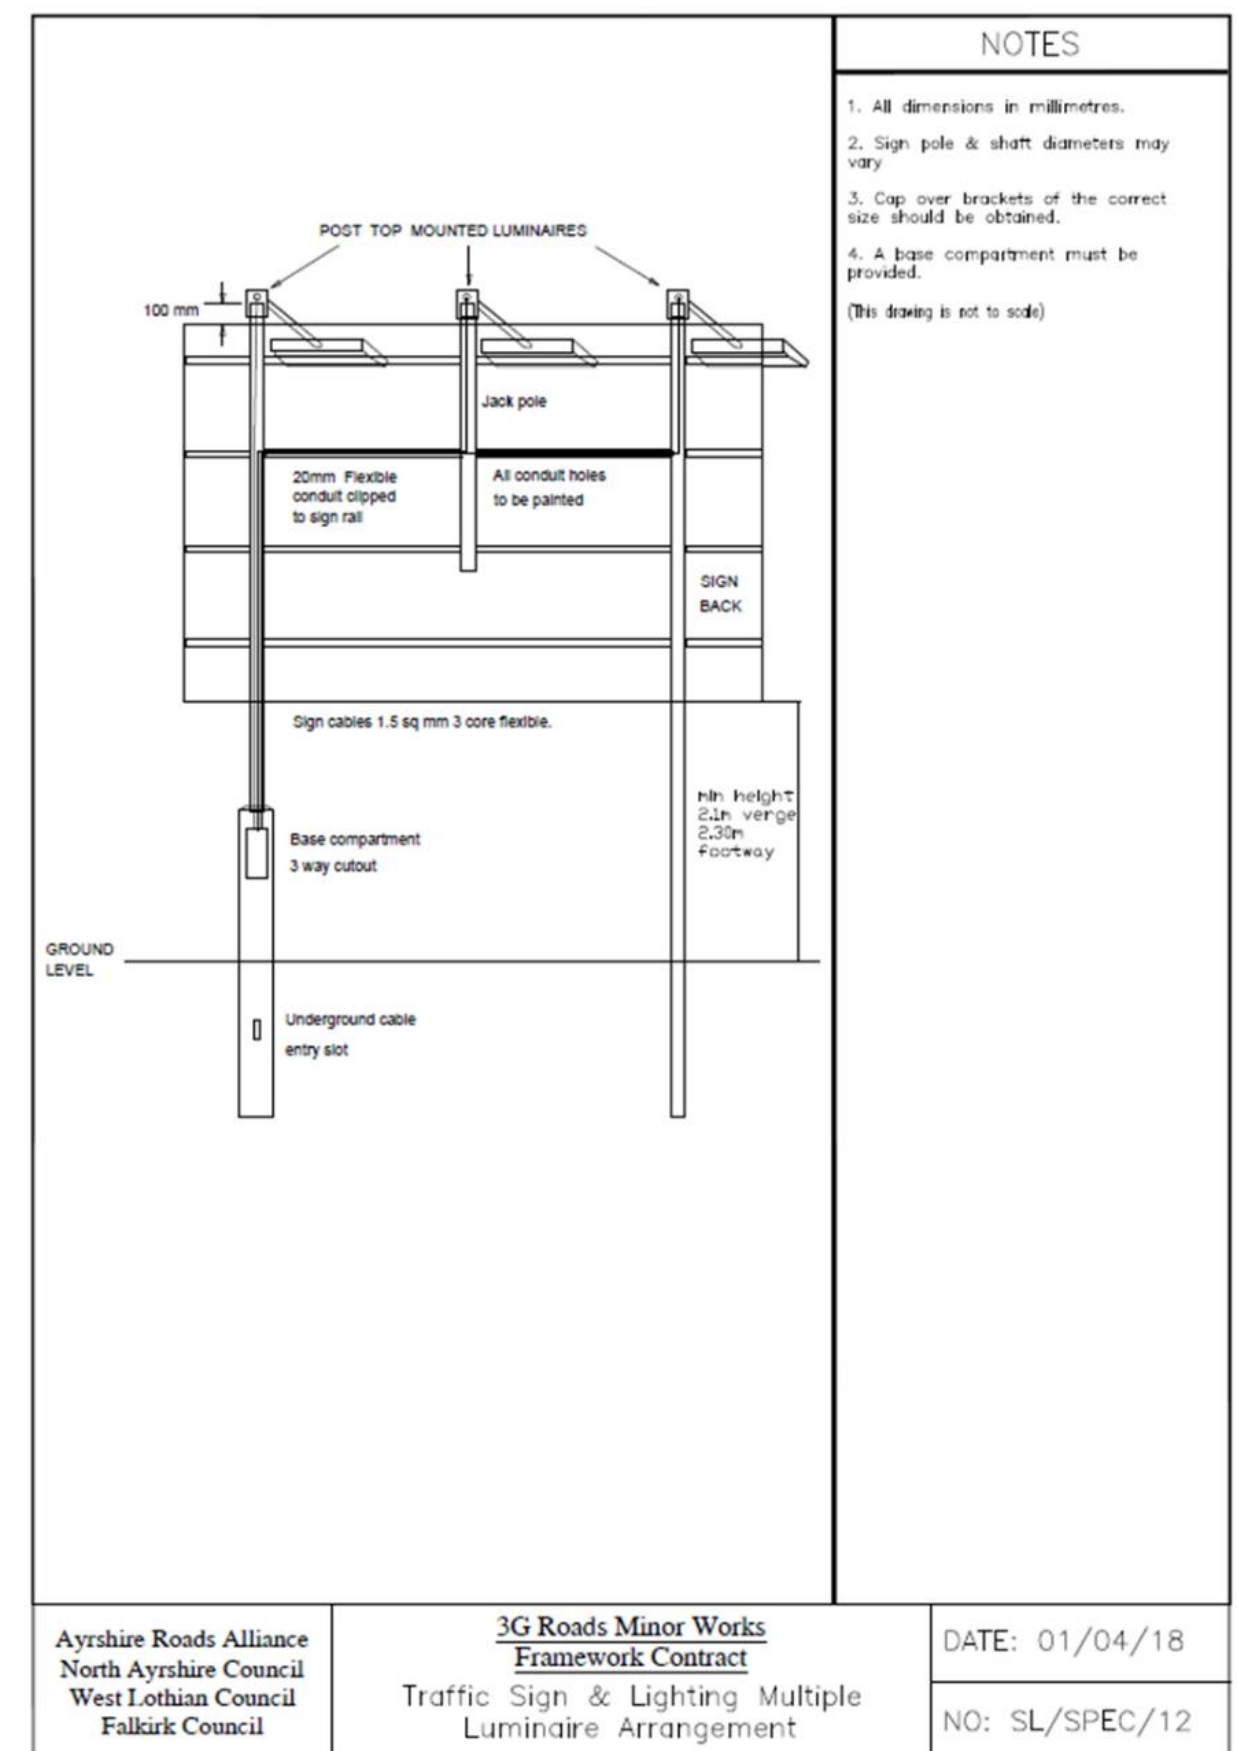 NOTES
1. All dimensions in millimetres.
2. Sign pole & shaft diameters may
vary
3. Cap over brackets of the correct
size should be obtained.
4. A base compartment must be
provided.
(This drawing is not to scale)
POST TOP MOUNTED LUMINAIRES
100 mm
Jack pole
20mm Flexible
conduit clipped
to sign rail
All conduit holes
to be painted
SIGN
BACK
Sign cables 1.5 sq mm 3 core flexible.
min height
2.1m verge
2.30m
footway
Base compartment
3 way cutout
GROUND
LEVEL
Underground cable
entry slot
Ayrshire Roads Alliance
North Ayrshire Council
West Lothian Council
Falkirk Council
3G Roads Minor Works
Framework Contract
Traffic Sign & Lighting Multiple
Luminaire Arrangement
DATE: 01/04/18
NO: SL/SPEC/12